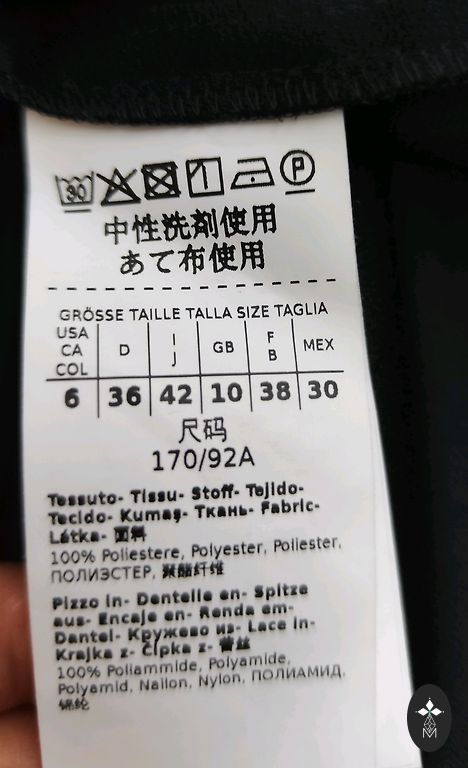 30
P
中性洗剤使用
あて布使用
GRÖSSE TAILLE TALLA SIZE TAGLIA
USA CA COL D I J GB F B MEX
6 36 42 10 38 30
尺码
170/92A
Tessuto- Tissu- Stoff- Tejido-
Tecido- Kumaş- Ткань- Fabric-
Látka- 面料
100% Poliestere, Polyester, Poliester,
ПОЛИЭСТЕР, 聚酯纤维
Pizzo in- Dentelle en- Spitze
aus- Encaje en- Renda em-
Dantel- Кружево из- Lace in-
Krajka z- Čipka z- 蕾丝
100% Poliammide, Polyamide,
Polyamid, Nailon, Nylon, ПОЛИАМИД,
锦纶
M